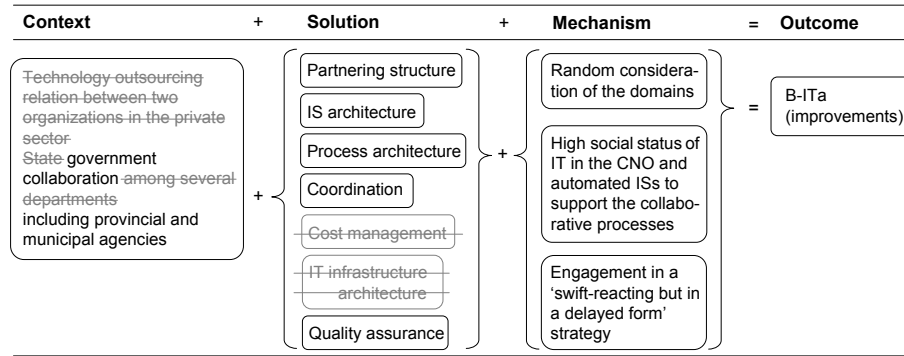 Context + Solution + Mechanism = Outcome
Technology outsourcing
relation between two
organizations in the private
sector
State government
collaboration among several
departments
including provincial and
municipal agencies
+
Partnering structure
IS architecture
Process architecture
Coordination
Cost management
IT infrastructure
architecture
Quality assurance
+
Random considera-
tion of the domains
High social status of
IT in the CNO and
automated ISs to
support the collabo-
rative processes
Engagement in a
‘swift-reacting but in
a delayed form’
strategy
=
B-ITa
(improvements)